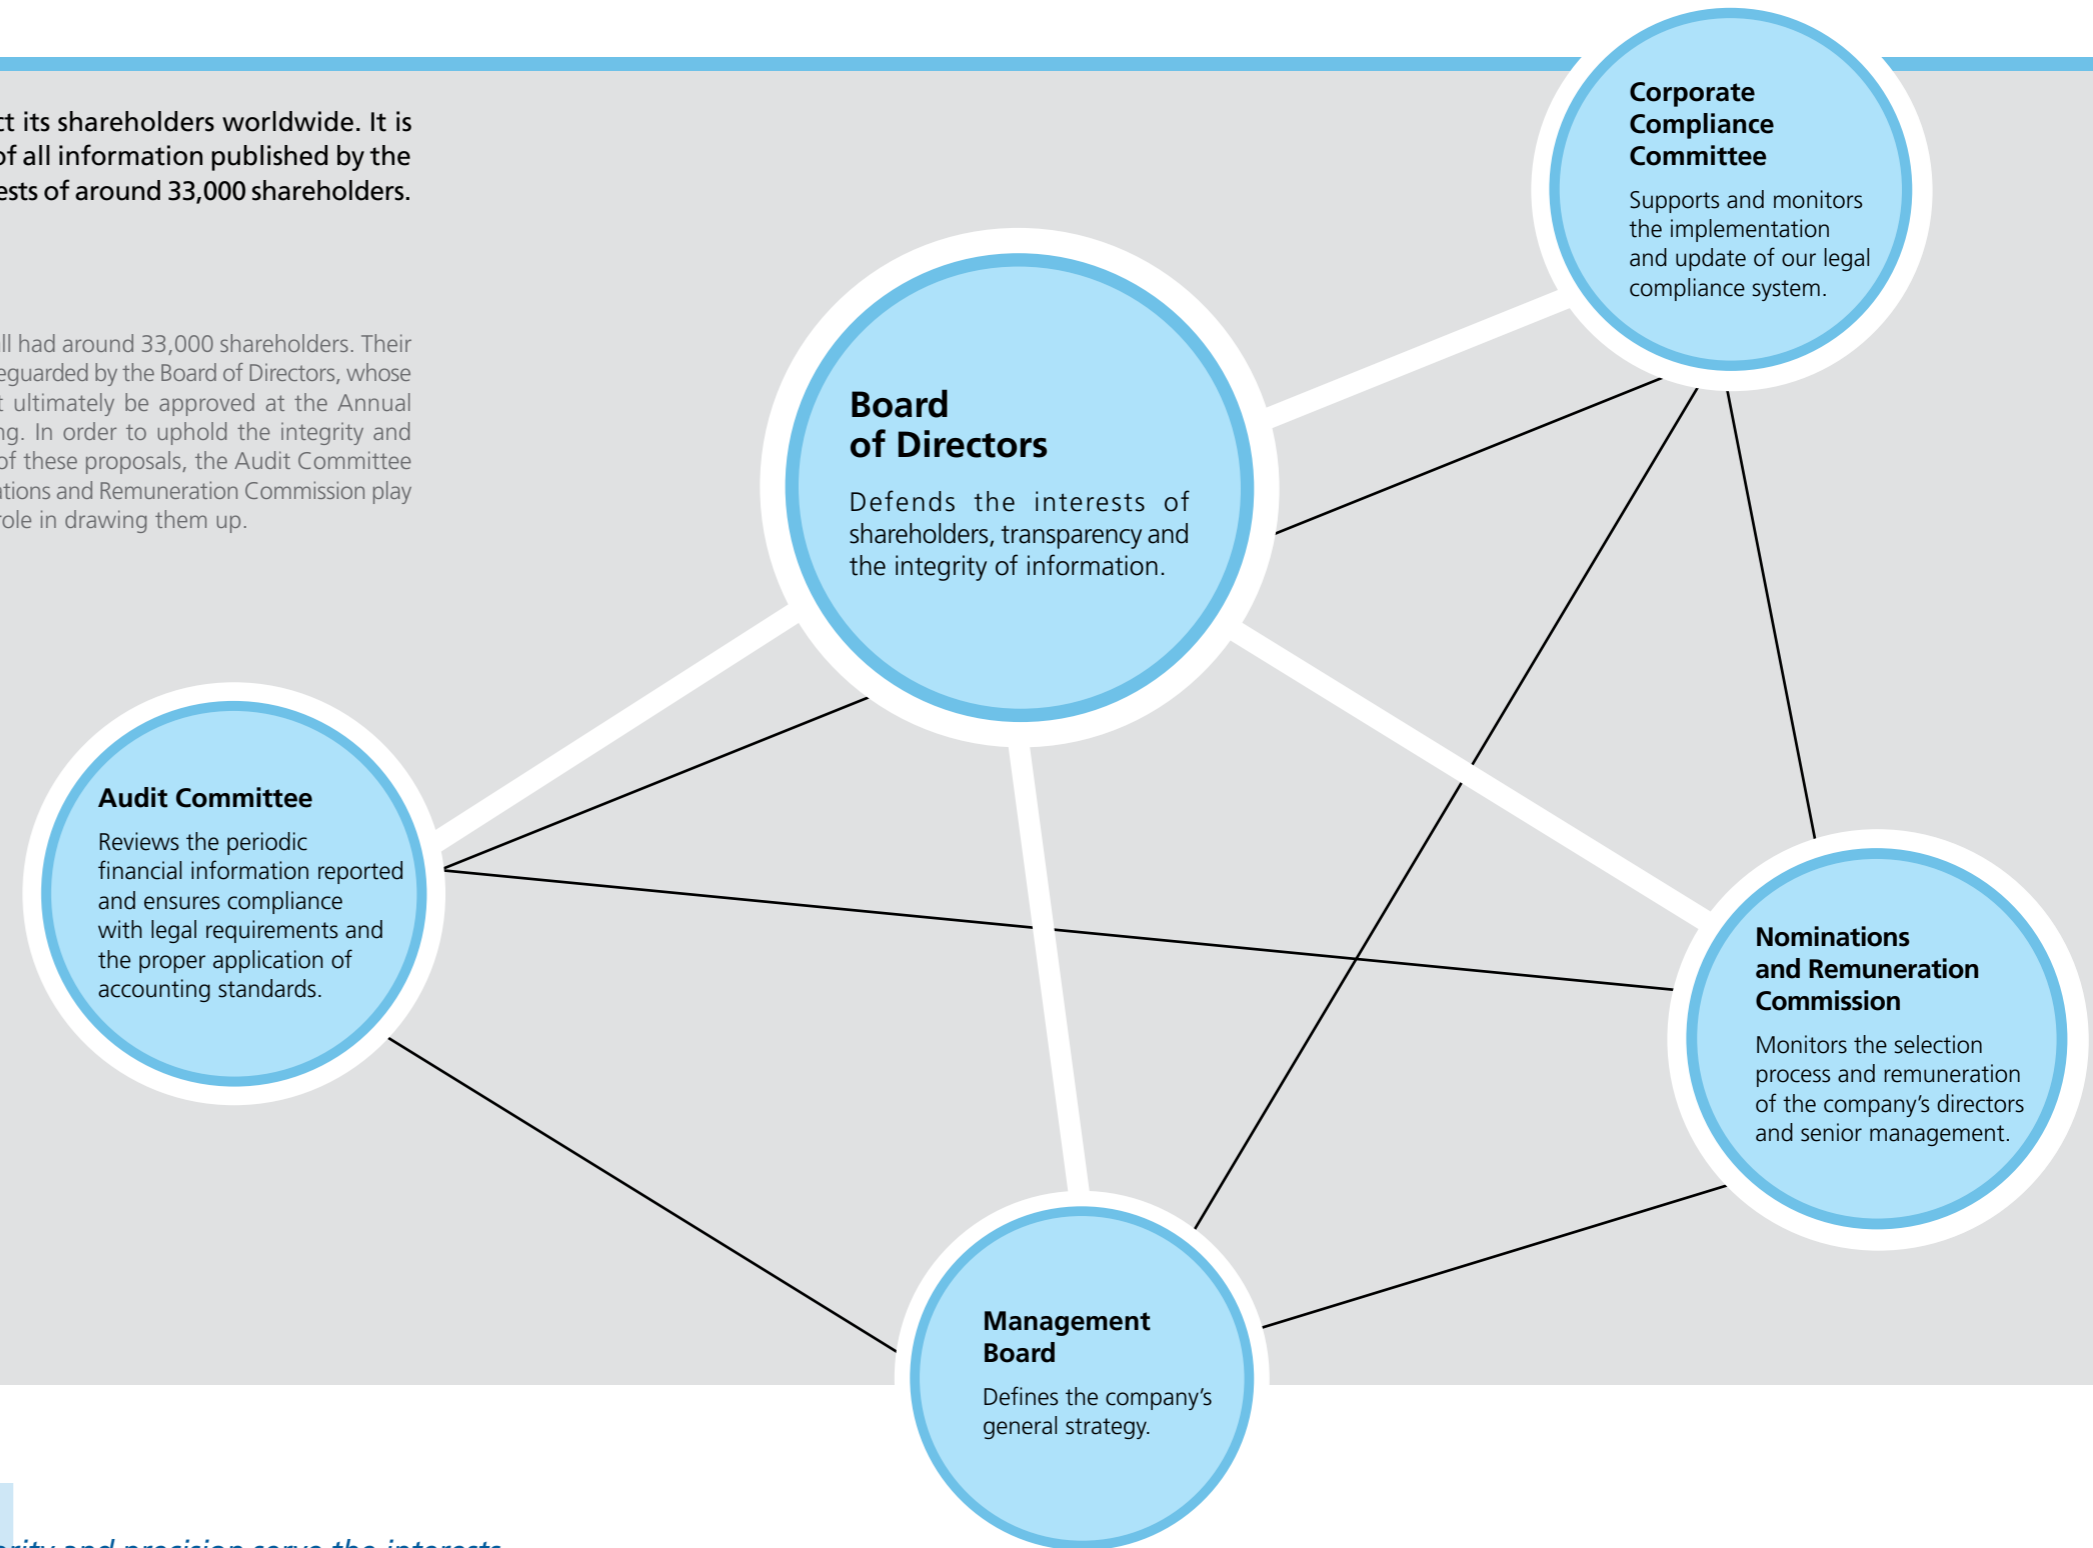 ct its shareholders worldwide. It is
of all information published by the
ests of around 33,000 shareholders.
ll had around 33,000 shareholders. Their
eguarded by the Board of Directors, whose
t ultimately be approved at the Annual
ng. In order to uphold the integrity and
of these proposals, the Audit Committee
ations and Remuneration Commission play
role in drawing them up.
Corporate
Compliance
Committee
Supports and monitors
the implementation
and update of our legal
compliance system.
Board
of Directors
Defends the interests of
shareholders, transparency and
the integrity of information.
Audit Committee
Reviews the periodic
financial information reported
and ensures compliance
with legal requirements and
the proper application of
accounting standards.
Nominations
and Remuneration
Commission
Monitors the selection
process and remuneration
of the company’s directors
and senior management.
Management
Board
Defines the company’s
general strategy.
and precision serve the interests